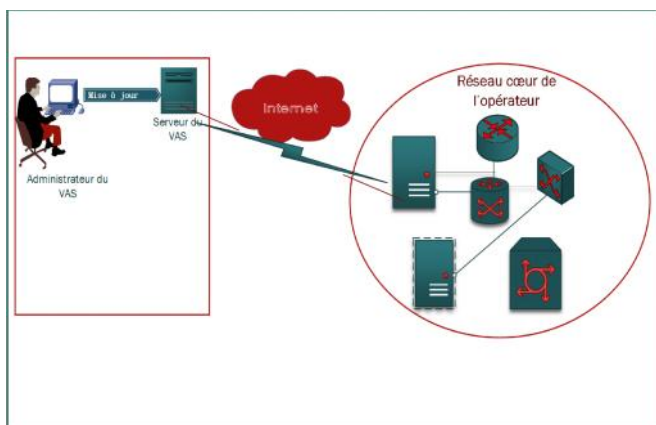 Mise à jour
Serveur du
VAS
Administrateur du
VAS
Internet
Réseau cœur de
l'opérateur